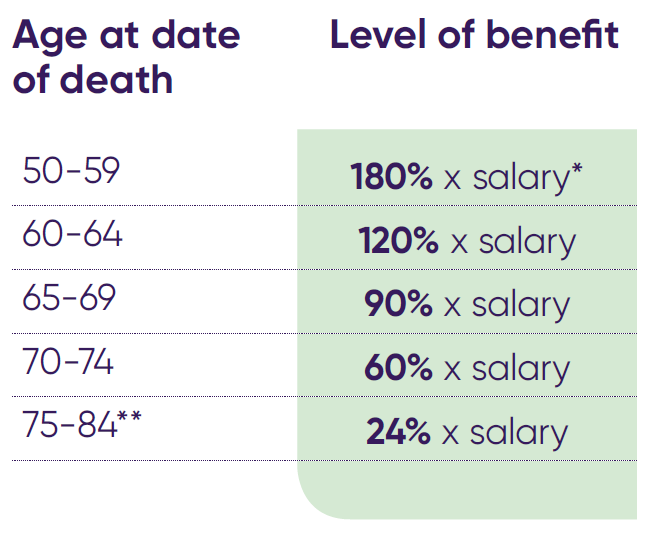 Age at date
of death
Level of benefit
50-59
180% x salary*
60-64
120% x salary
65-69
90% x salary
70-74
60% x salary
75-84**
24% x salary